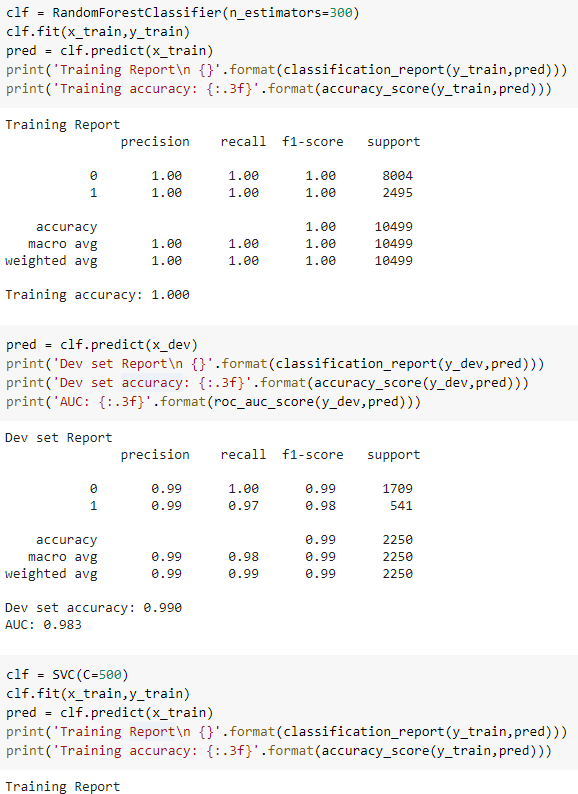 clf = RandomForestClassifier(n_estimators=300)
clf.fit(x_train,y_train)
pred = clf.predict(x_train)
print('Training Report\n {}'.format(classification_report(y_train,pred)))
print('Training accuracy: {:.3f}'.format(accuracy_score(y_train,pred)))
Training Report
precision recall f1-score support
0 1.00 1.00 1.00 8004
1 1.00 1.00 1.00 2495
accuracy 1.00 10499
macro avg 1.00 1.00 1.00 10499
weighted avg 1.00 1.00 1.00 10499
Training accuracy: 1.000
pred = clf.predict(x_dev)
print('Dev set Report\n {}'.format(classification_report(y_dev,pred)))
print('Dev set accuracy: {:.3f}'.format(accuracy_score(y_dev,pred)))
print('AUC: {:.3f}'.format(roc_auc_score(y_dev,pred)))
Dev set Report
precision recall f1-score support
0 0.99 1.00 0.99 1709
1 0.99 0.97 0.98 541
accuracy 0.99 2250
macro avg 0.99 0.98 0.99 2250
weighted avg 0.99 0.99 0.99 2250
Dev set accuracy: 0.990
AUC: 0.983
clf = SVC(C=500)
clf.fit(x_train,y_train)
pred = clf.predict(x_train)
print('Training Report\n {}'.format(classification_report(y_train,pred)))
print('Training accuracy: {:.3f}'.format(accuracy_score(y_train,pred)))
Training Report